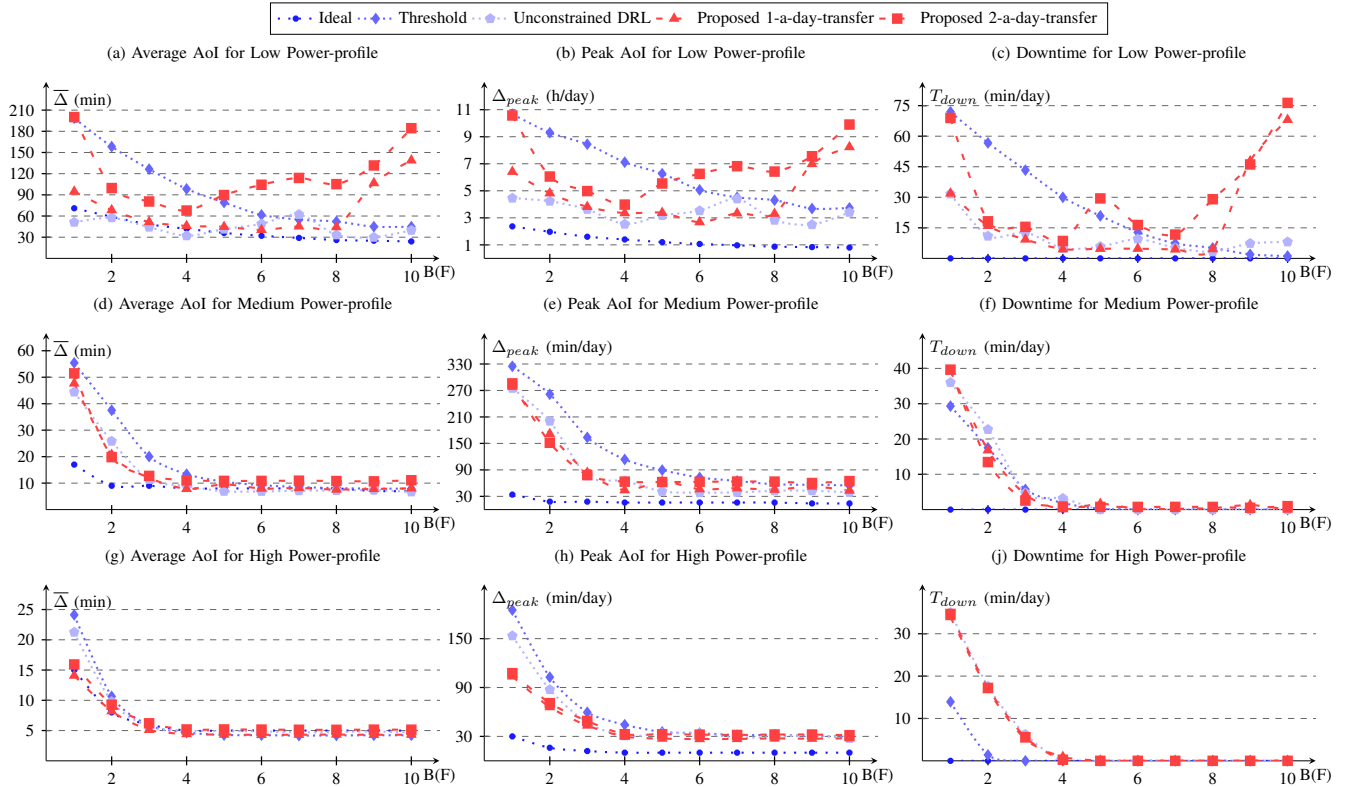 Ideal Threshold Unconstrained DRL Proposed 1-a-day-transfer Proposed 2-a-day-transfer
(a) Average AoI for Low Power-profile
2 4 6 8 10
30
60
90
120
150
180
210
B(F)
Δ̅ (min)
(b) Peak AoI for Low Power-profile
2 4 6 8 10
1
3
5
7
9
11
B(F)
Δ_peak (h/day)
(c) Downtime for Low Power-profile
2 4 6 8 10
15
30
45
60
75
B(F)
T_down (min/day)
(d) Average AoI for Medium Power-profile
2 4 6 8 10
10
20
30
40
50
60
B(F)
Δ̅ (min)
(e) Peak AoI for Medium Power-profile
2 4 6 8 10
30
90
150
210
270
330
B(F)
Δ_peak (min/day)
(f) Downtime for Medium Power-profile
2 4 6 8 10
10
20
30
40
B(F)
T_down (min/day)
(g) Average AoI for High Power-profile
2 4 6 8 10
5
10
15
20
25
B(F)
Δ̅ (min)
(h) Peak AoI for High Power-profile
2 4 6 8 10
30
90
150
B(F)
Δ_peak (min/day)
(j) Downtime for High Power-profile
2 4 6 8 10
10
20
30
B(F)
T_down (min/day)